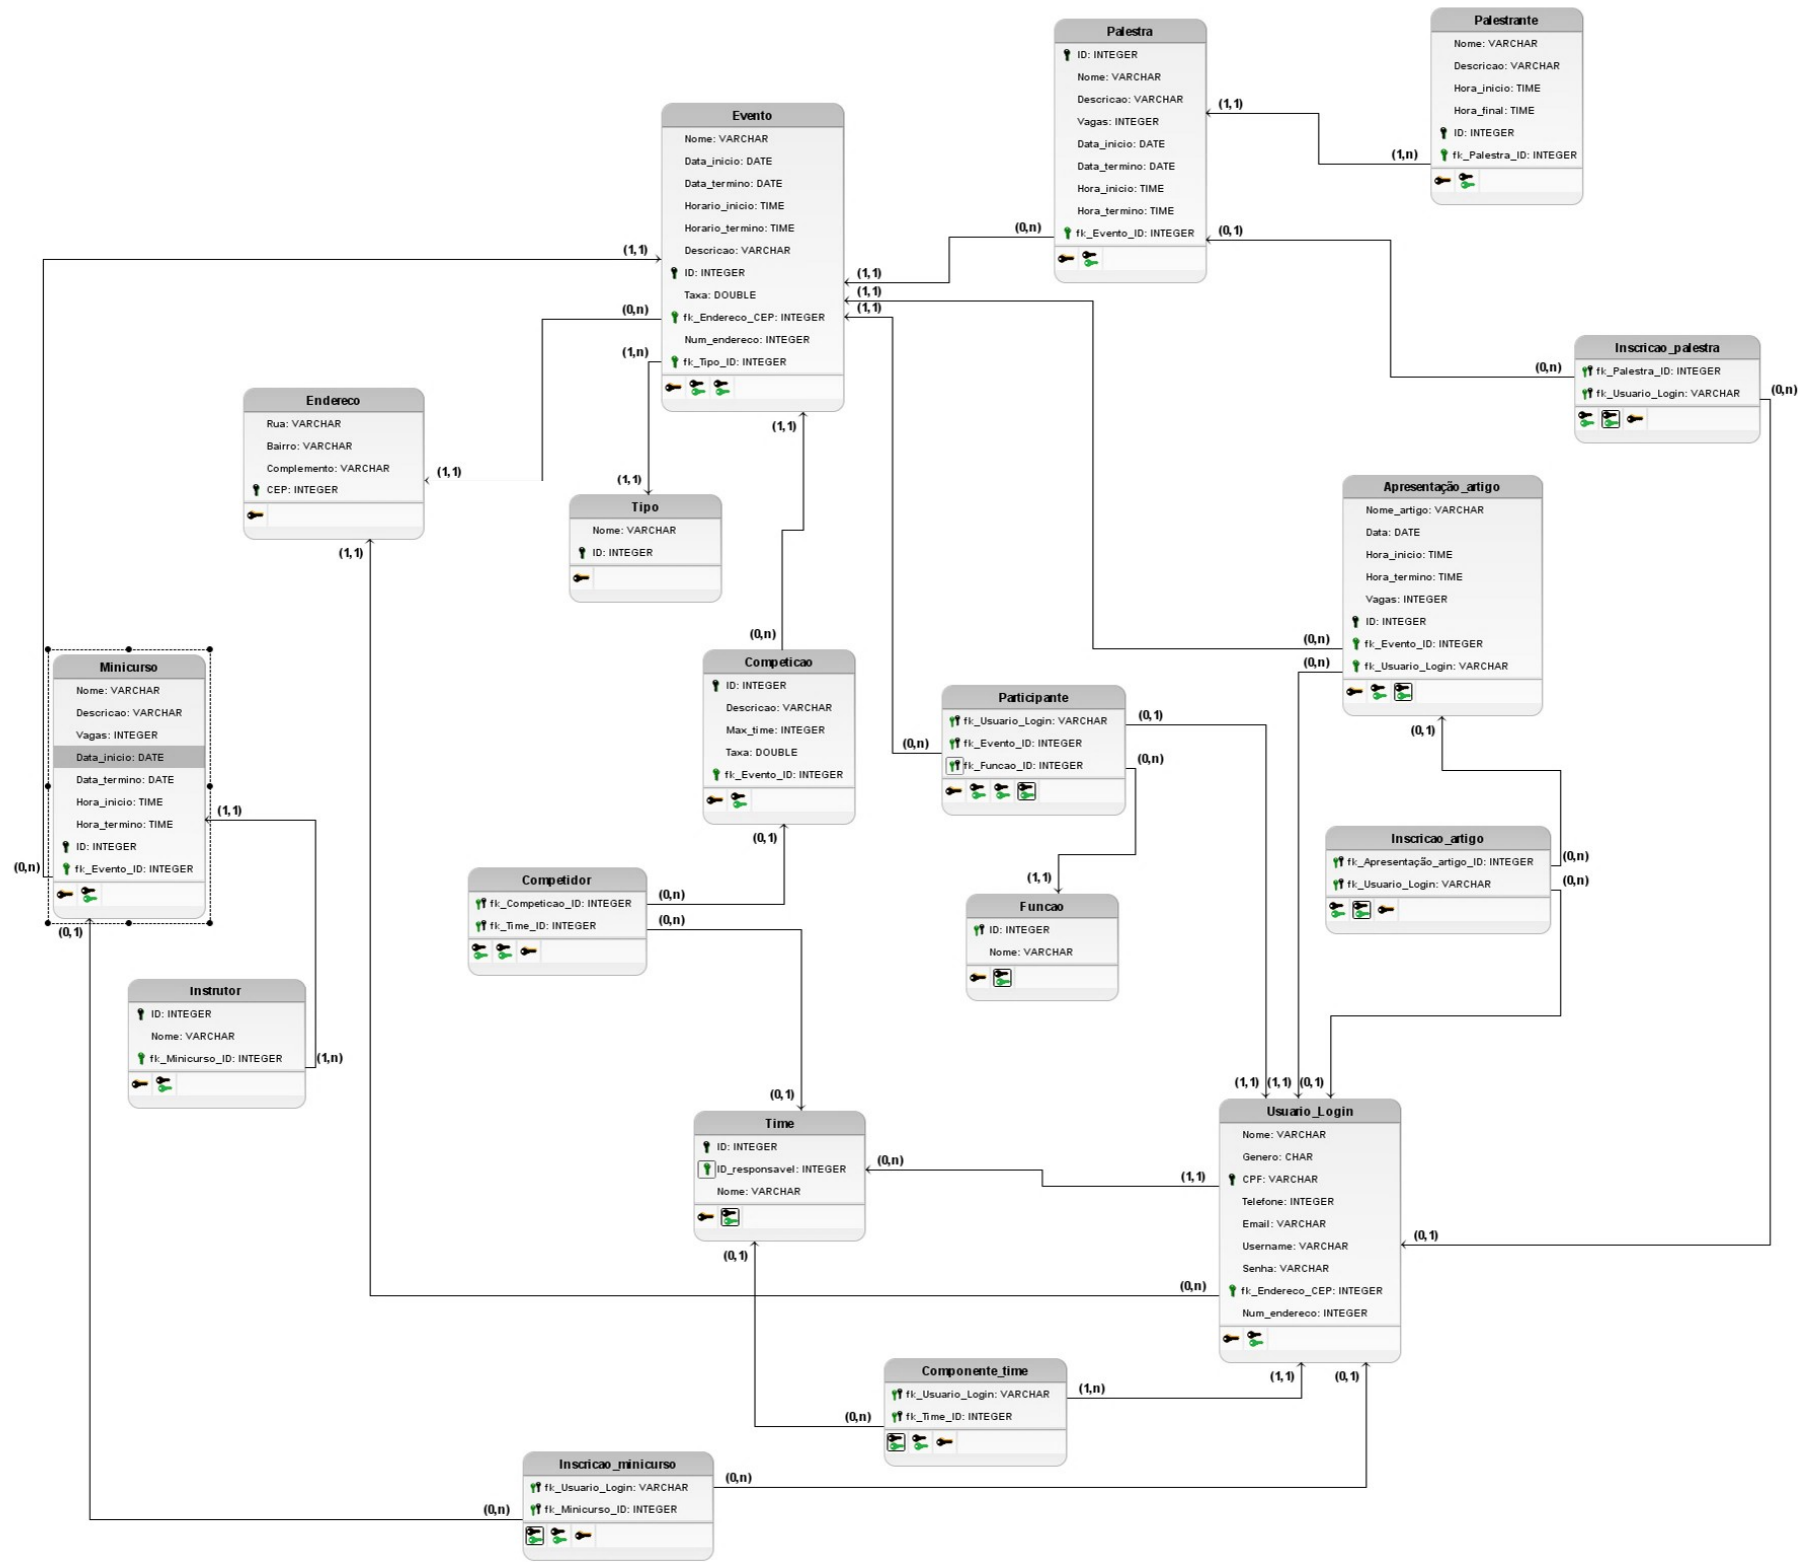 Palestrante
Nome: VARCHAR
Descricao: VARCHAR
Hora_inicio: TIME
Hora_final: TIME
ID: INTEGER
fk_Palestra_ID: INTEGER
(1,n)
Palestra
ID: INTEGER
Nome: VARCHAR
Descricao: VARCHAR
Vagas: INTEGER
Data_inicio: DATE
Data_termino: DATE
Hora_inicio: TIME
Hora_termino: TIME
fk_Evento_ID: INTEGER
(1,1)
(0,n)
(0,1)
Evento
Nome: VARCHAR
Data_inicio: DATE
Data_termino: DATE
Horario_inicio: TIME
Horario_termino: TIME
Descricao: VARCHAR
ID: INTEGER
Taxa: DOUBLE
fk_Endereco_CEP: INTEGER
Num_endereco: INTEGER
fk_Tipo_ID: INTEGER
(1,1)
(0,n)
(1,n)
(1,1)
(1,1)
(1,1)
(1,1)
Inscricao_palestra
fk_Palestra_ID: INTEGER
fk_Usuario_Login: VARCHAR
(0,n)
(0,n)
Endereco
Rua: VARCHAR
Bairro: VARCHAR
Complemento: VARCHAR
CEP: INTEGER
(1,1)
(1,1)
Tipo
Nome: VARCHAR
ID: INTEGER
(1,1)
Apresentação_artigo
Nome_artigo: VARCHAR
Data: DATE
Hora_inicio: TIME
Hora_termino: TIME
Vagas: INTEGER
ID: INTEGER
fk_Evento_ID: INTEGER
fk_Usuario_Login: VARCHAR
(0,n)
(0,n)
(0,1)
Minicurso
Nome: VARCHAR
Descricao: VARCHAR
Vagas: INTEGER
Data_inicio: DATE
Data_termino: DATE
Hora_inicio: TIME
Hora_termino: TIME
ID: INTEGER
fk_Evento_ID: INTEGER
(1,1)
(0,n)
(0,1)
Competicao
ID: INTEGER
Descricao: VARCHAR
Max_time: INTEGER
Taxa: DOUBLE
fk_Evento_ID: INTEGER
(0,n)
(0,1)
Participante
fk_Usuario_Login: VARCHAR
fk_Evento_ID: INTEGER
fk_Funcao_ID: INTEGER
(0,1)
(0,n)
(0,n)
Inscricao_artigo
fk_Apresentação_artigo_ID: INTEGER
fk_Usuario_Login: VARCHAR
(0,n)
(0,n)
Competidor
fk_Competicao_ID: INTEGER
fk_Time_ID: INTEGER
(0,n)
(0,n)
Funcao
ID: INTEGER
Nome: VARCHAR
(1,1)
Instrutor
ID: INTEGER
Nome: VARCHAR
fk_Minicurso_ID: INTEGER
(1,n)
Time
ID: INTEGER
ID_responsavel: INTEGER
Nome: VARCHAR
(0,1)
(0,n)
(0,1)
Usuario_Login
Nome: VARCHAR
Genero: CHAR
CPF: VARCHAR
Telefone: INTEGER
Email: VARCHAR
Username: VARCHAR
Senha: VARCHAR
fk_Endereco_CEP: INTEGER
Num_endereco: INTEGER
(1,1)
(1,1)
(0,1)
(1,1)
(0,1)
(0,n)
(1,1)
(0,1)
Componente_time
fk_Usuario_Login: VARCHAR
fk_Time_ID: INTEGER
(1,n)
(0,n)
Inscricao_minicurso
fk_Usuario_Login: VARCHAR
fk_Minicurso_ID: INTEGER
(0,n)
(0,n)